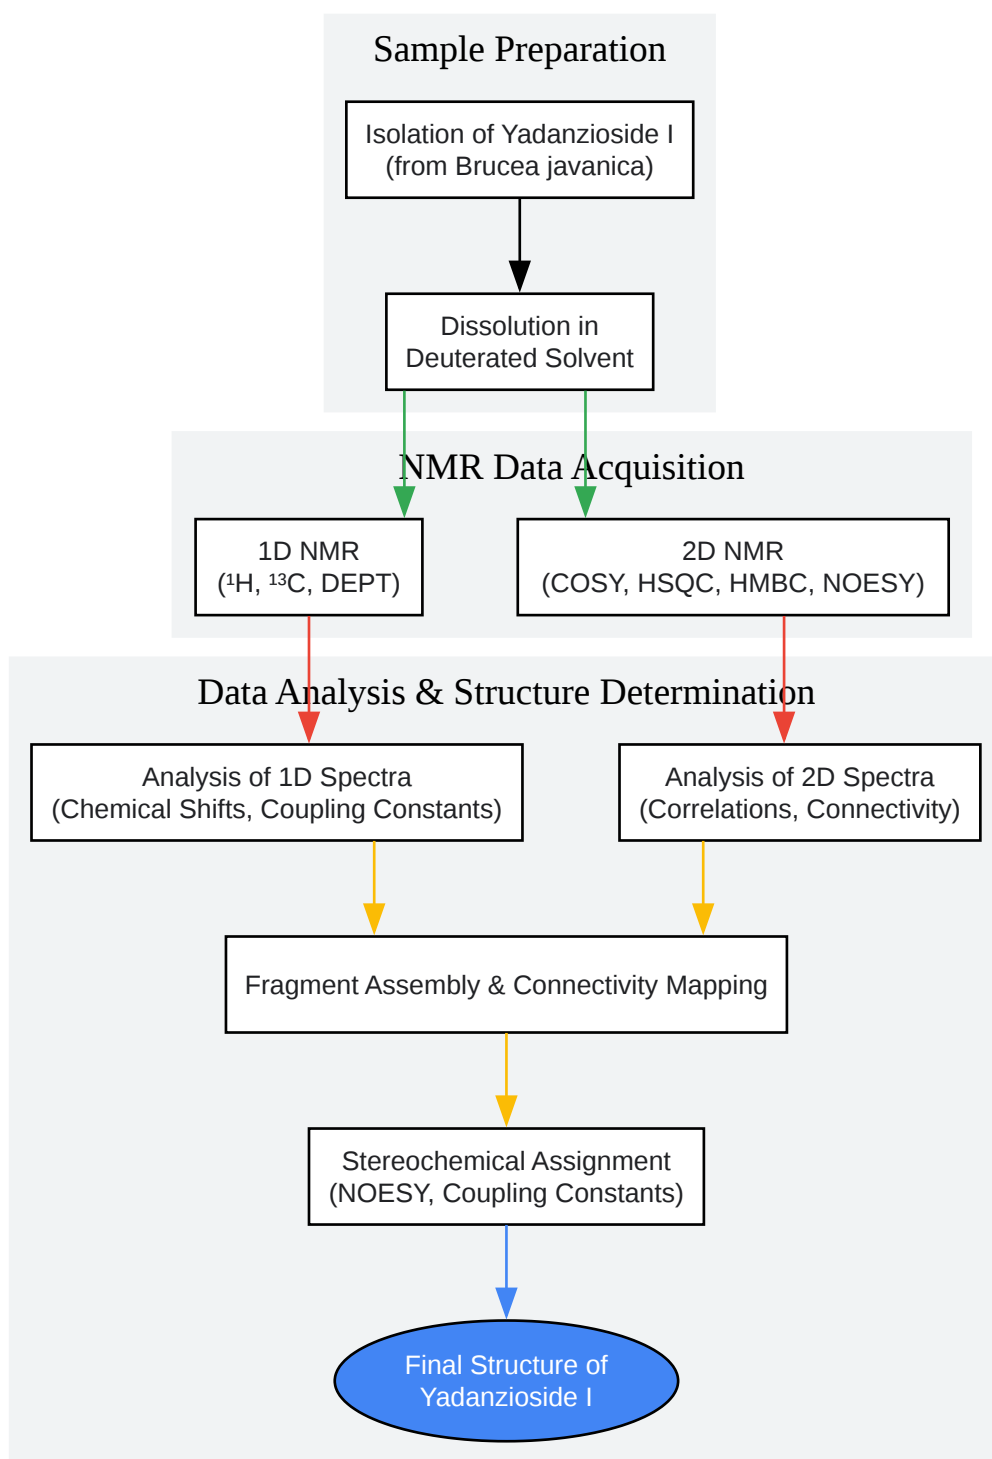 Sample Preparation
Isolation of Yadanzioside I
(from Brucea javanica)
Dissolution in
Deuterated Solvent
NMR Data Acquisition
1D NMR
(¹H, ¹³C, DEPT)
2D NMR
(COSY, HSQC, HMBC, NOESY)
Data Analysis & Structure Determination
Analysis of 1D Spectra
(Chemical Shifts, Coupling Constants)
Analysis of 2D Spectra
(Correlations, Connectivity)
Fragment Assembly & Connectivity Mapping
Stereochemical Assignment
(NOESY, Coupling Constants)
Final Structure of
Yadanzioside I